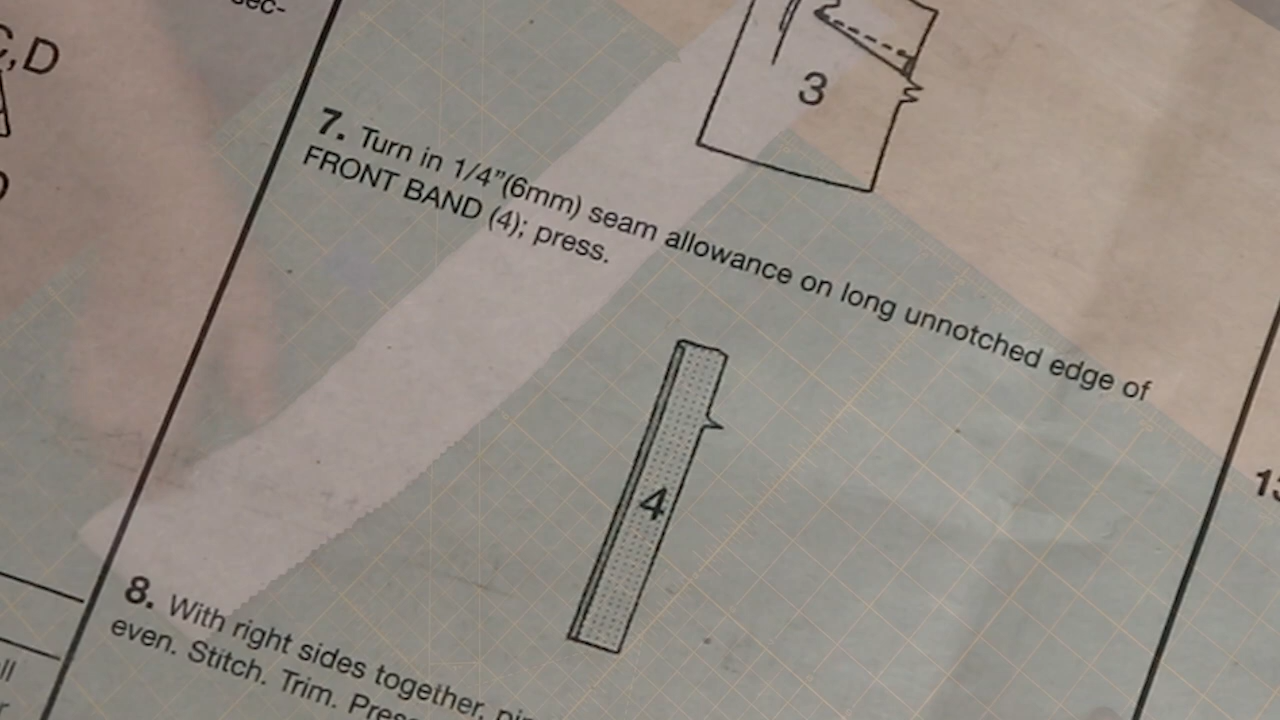 C,D
3
7. Turn in 1/4”(6mm) seam allowance on long unnotched edge of
FRONT BAND (4); press.
4
8. With right sides together,
even. Stitch. Trim.